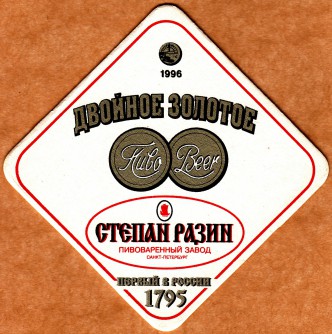 1996
ДВОЙНОЕ ЗОЛОТОЕ
Пиво Beer
СТЕПАН РАЗИН
ПИВОВАРЕННЫЙ ЗАВОД
САНКТ-ПЕТЕРБУРГ
ПЕРВЫЙ В РОССИИ
1795